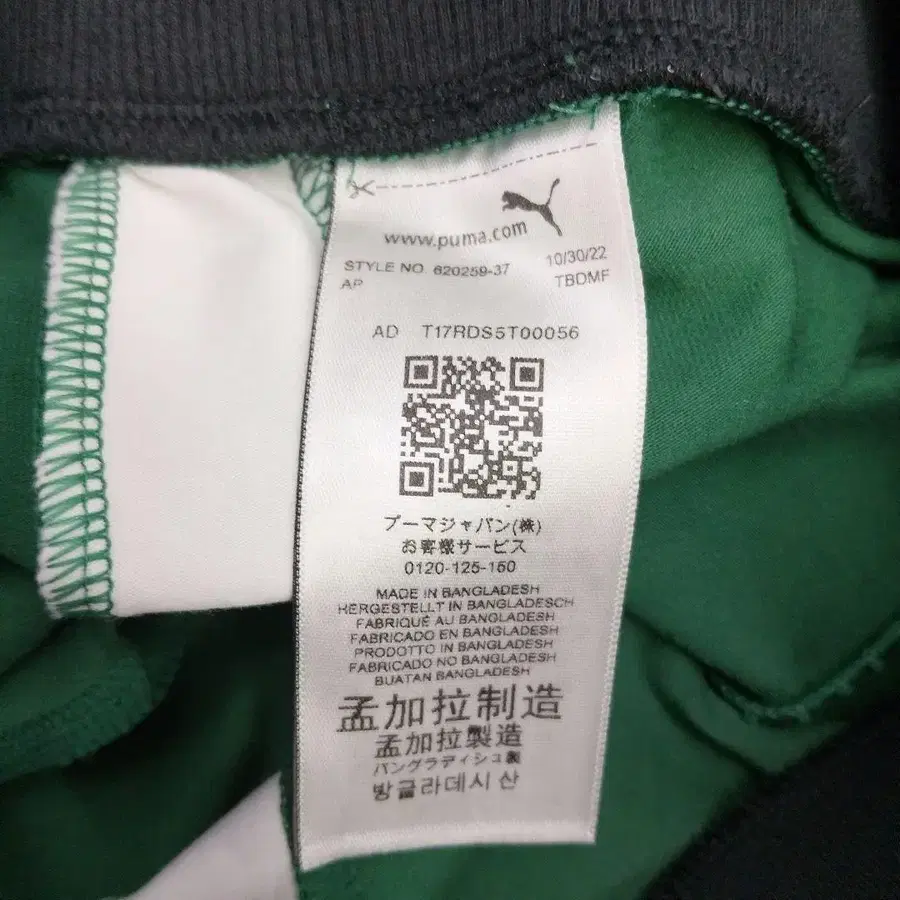 www.puma.com
STYLE NO. 620259-37 10/30/22
AP TBDMF
AD T17RDS5T00056
プーマジャパン(株)
お客様サービス
0120-125-150
MADE IN BANGLADESH
HERGESTELLT IN BANGLADESCH
FABRIQUÉ AU BANGLADESH
FABRICADO EN BANGLADESH
PRODOTTO IN BANGLADESH
FABRICADO NO BANGLADESH
BUATAN BANGLADESH
孟加拉制造
孟加拉製造
バングラディシュ製
방글라데시 산